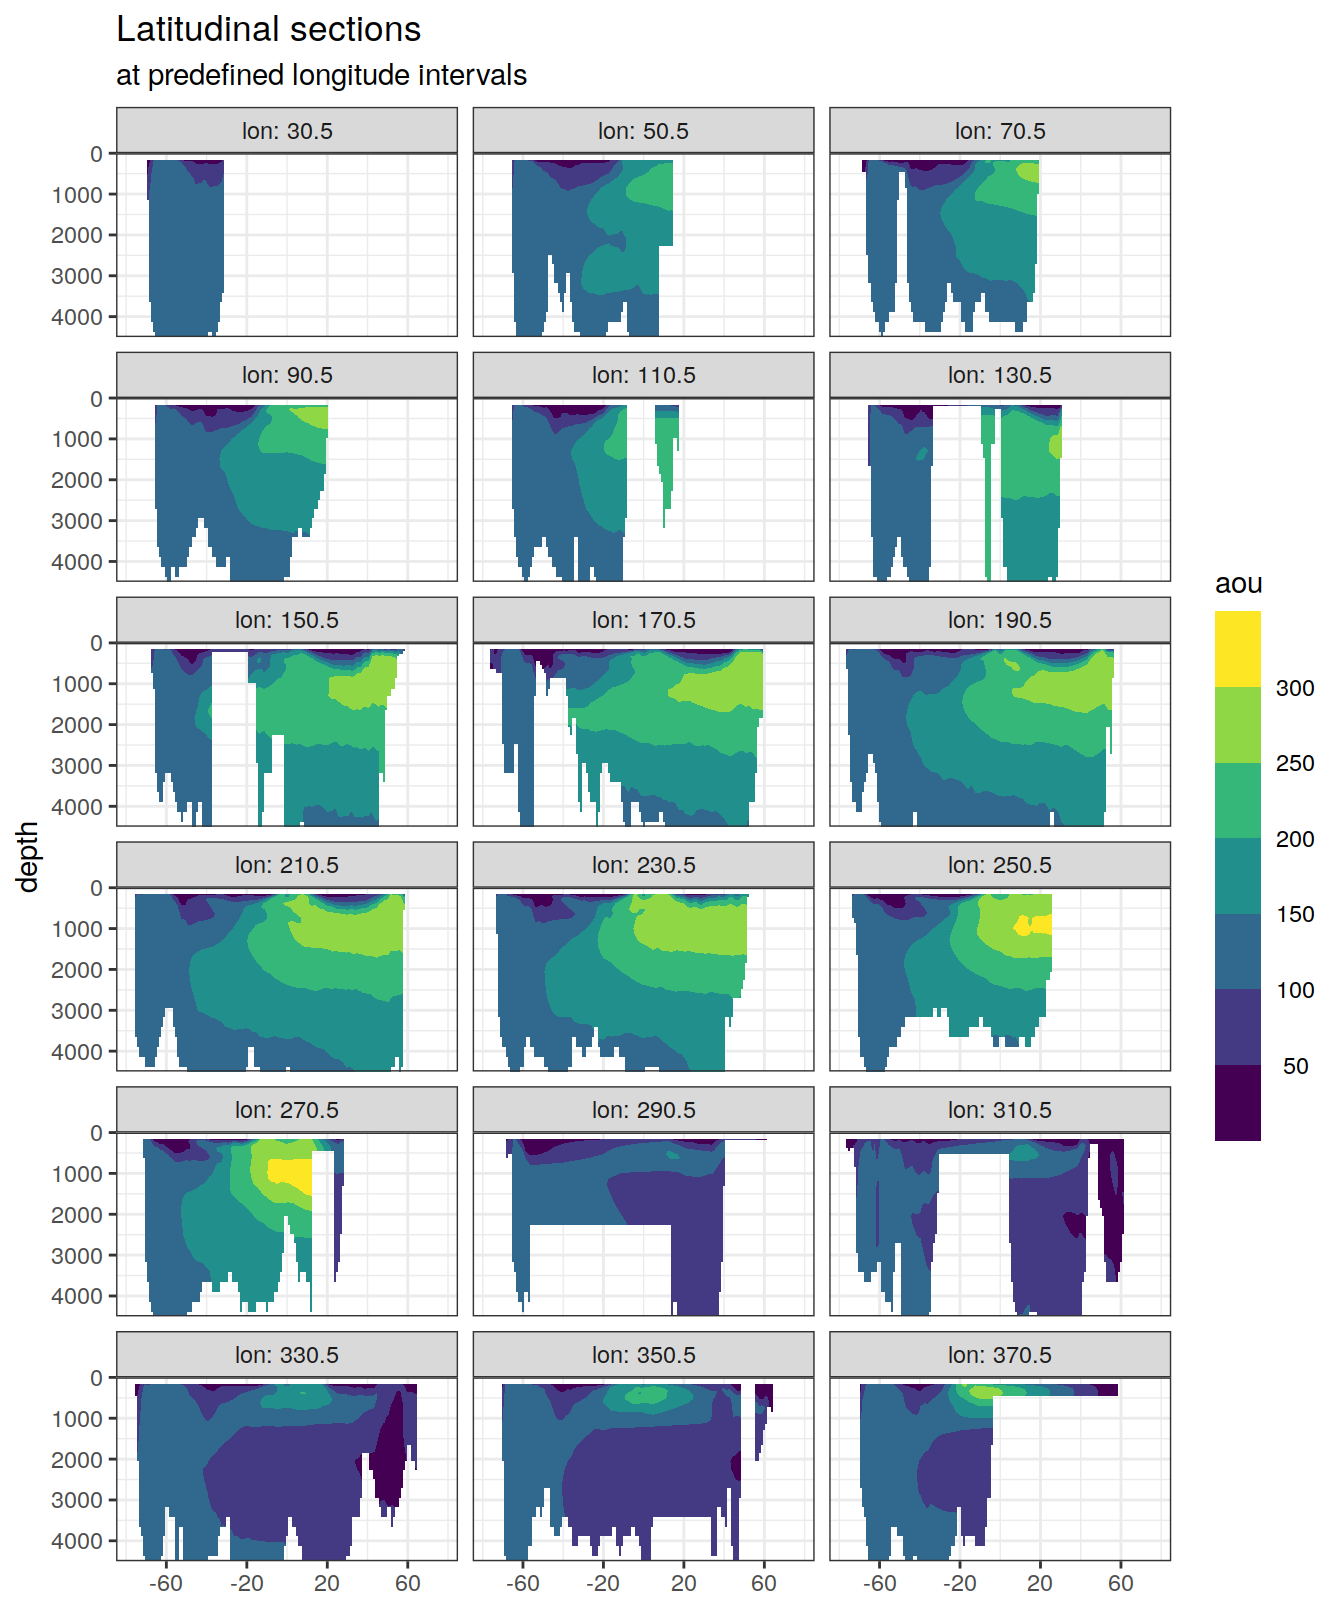 Latitudinal sections
at predefined longitude intervals
lon: 30.5
lon: 50.5
lon: 70.5
0
1000
2000
3000
4000
lon: 90.5
lon: 110.5
lon: 130.5
0
1000
2000
3000
4000
lon: 150.5
lon: 170.5
lon: 190.5
0
1000
2000
3000
4000
lon: 210.5
lon: 230.5
lon: 250.5
0
1000
2000
3000
4000
lon: 270.5
lon: 290.5
lon: 310.5
0
1000
2000
3000
4000
lon: 330.5
lon: 350.5
lon: 370.5
0
1000
2000
3000
4000
-60 -20 20 60
-60 -20 20 60
-60 -20 20 60
depth
aou
300
250
200
150
100
50